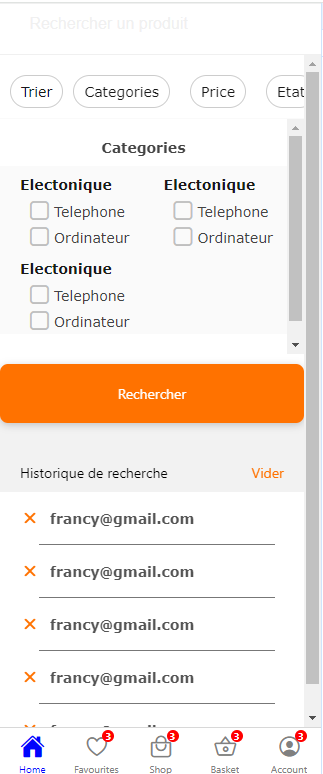 Rechercher un produit
Trier Categories Price Etat
Categories
Electonique Electonique
Telephone Telephone
Ordinateur Ordinateur
Electonique
Telephone
Ordinateur
Rechercher
Historique de recherche Vider
× francy@gmail.com
× francy@gmail.com
× francy@gmail.com
× francy@gmail.com
3 3 3 3
Home Favourites Shop Basket Account